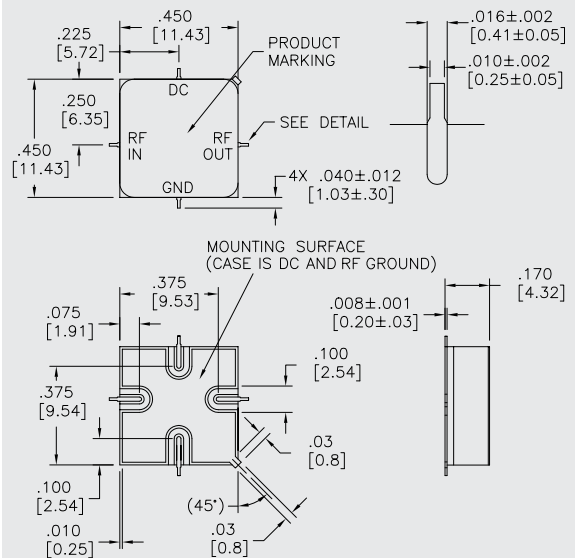 .450
[11.43]
.225
[5.72]
PRODUCT
MARKING
.016±.002
[0.41±0.05]
.010±.002
[0.25±0.05]
DC
.250
[6.35]
.450
[11.43]
RF
IN
RF
OUT
SEE DETAIL
GND
4X .040±.012
[1.03±.30]
MOUNTING SURFACE
(CASE IS DC AND RF GROUND)
.375
[9.53]
.075
[1.91]
.170
[4.32]
.008±.001
[0.20±.03]
.100
[2.54]
.375
[9.54]
.03
[0.8]
.100
[2.54]
(45°)
.010
[0.25]
.03
[0.8]